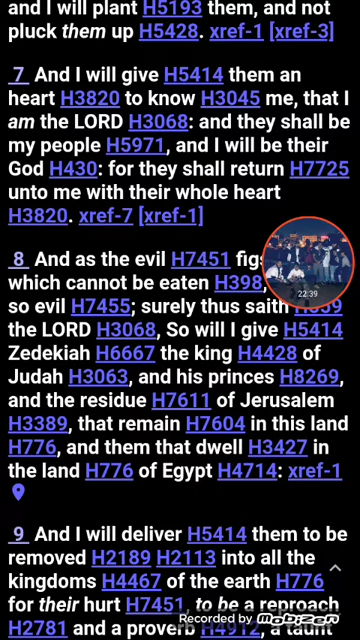 and I will plant H5193 them, and not
pluck them up H5428. xref-1 [xref-3]
7 And I will give H5414 them an
heart H3820 to know H3045 me, that I
am the LORD H3068: and they shall be
my people H5971, and I will be their
God H430: for they shall return H7725
unto me with their whole heart
H3820. xref-7 [xref-1]
8 And as the evil H7451 figs
which cannot be eaten H398,
so evil H7455; surely thus saith
22:39
the LORD H3068, So will I give H5414
Zedekiah H6667 the king H4428 of
Judah H3063, and his princes H8269,
and the residue H7611 of Jerusalem
H3389, that remain H7604 in this land
H776, and them that dwell H3427 in
the land H776 of Egypt H4714: xref-1
9 And I will deliver H5414 them to be
removed H2189 H2113 into all the
kingdoms H4467 of the earth H776
for their hurt H7451, to be a reproach
Recorded by Mobizen
H2781 and a proverb H4912, a taunt